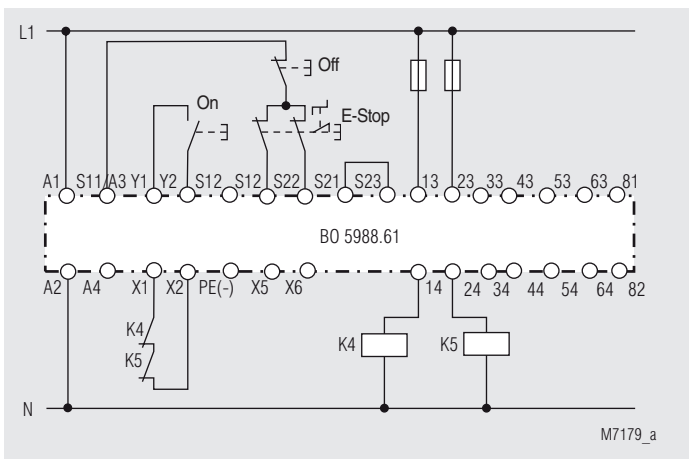 L1
Off
On
E-Stop
A1 S11/A3 Y1 Y2 S12 S12 S22 S21 S23 13 23 33 43 53 63 81
BO 5988.61
A2 A4 X1 X2 PE(-) X5 X6 14 24 34 44 54 64 82
K4
K5
K4 K5
N
M7179_a